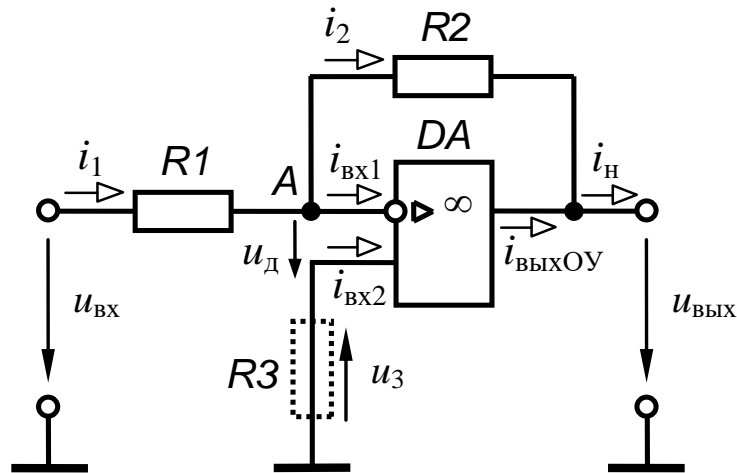 i2
R2
DA
i1
R1
A
iвх1
∞
iн
uд
iвх2
iвыхОУ
uвх
R3
u3
uвых